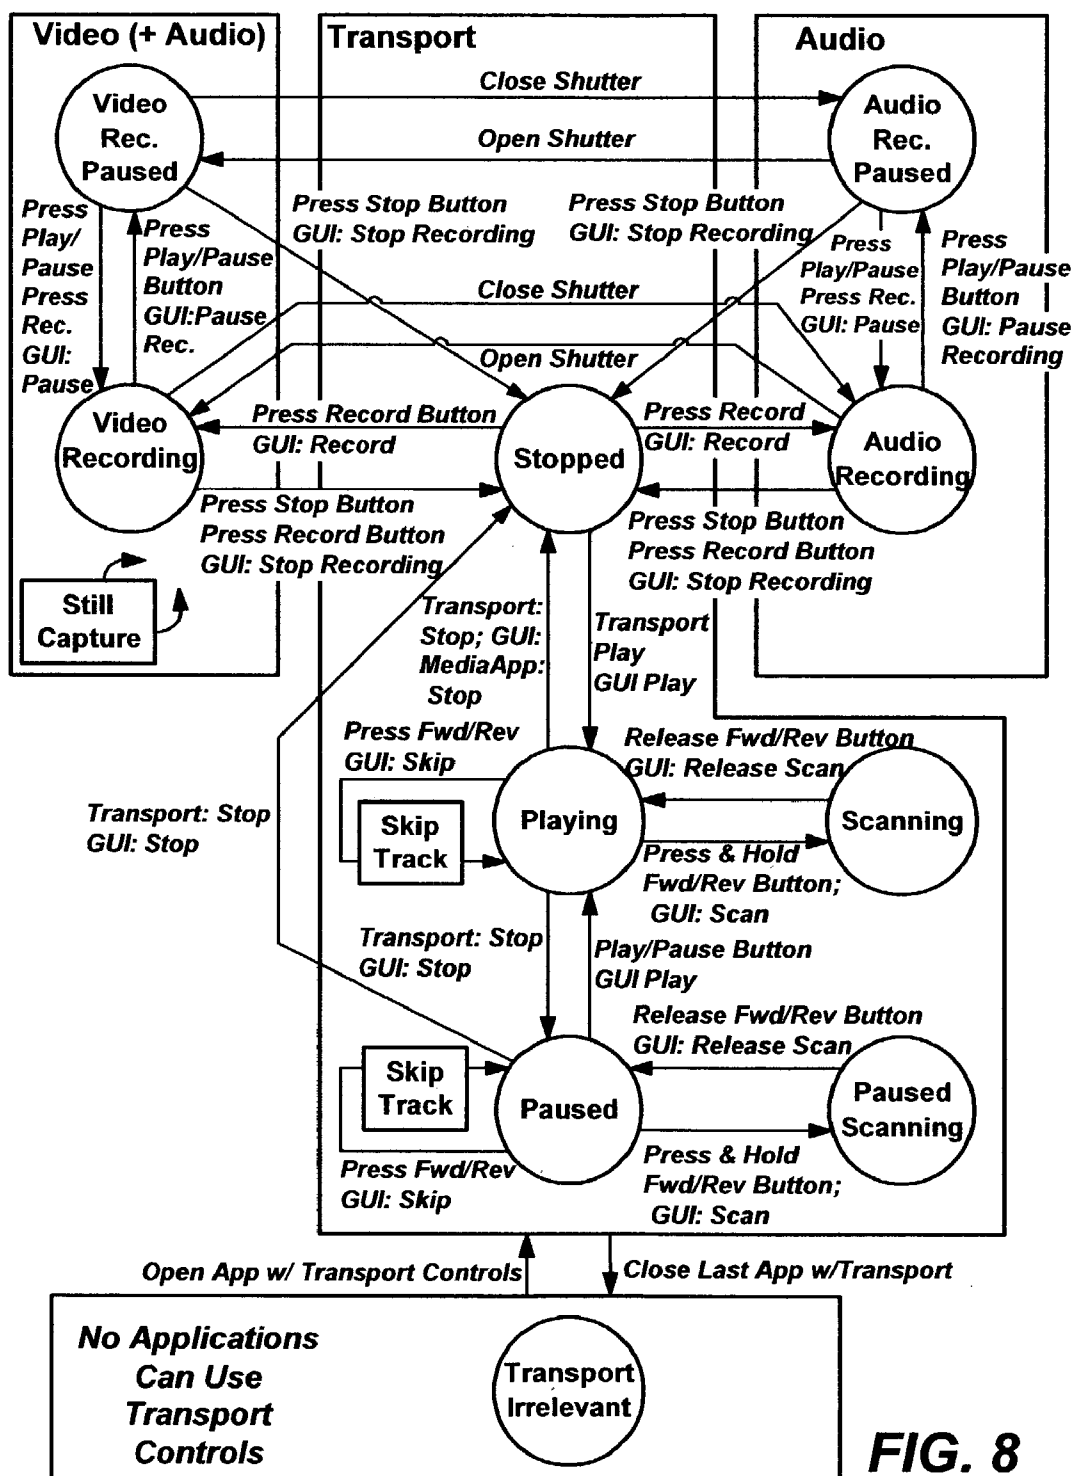 Video (+ Audio)
Transport
Audio
Video
Rec.
Paused
Close Shutter
Open Shutter
Audio
Rec.
Paused
Press
Play/
Pause
Press
Rec.
GUI:
Pause
Press
Play/Pause
Button
GUI:Pause
Rec.
Press Stop Button
GUI: Stop Recording
Press Stop Button
GUI: Stop Recording
Press
Play/Pause
Press Rec.
GUI: Pause
Press
Play/Pause
Button
GUI: Pause
Recording
Close Shutter
Open Shutter
Video
Recording
Press Record Button
GUI: Record
Stopped
Press Record
GUI: Record
Audio
Recording
Press Stop Button
Press Record Button
GUI: Stop Recording
Press Stop Button
Press Record Button
GUI: Stop Recording
Still
Capture
Transport:
Stop; GUI:
MediaApp:
Stop
Transport
Play
GUI Play
Press Fwd/Rev
GUI: Skip
Release Fwd/Rev Button
GUI: Release Scan
Transport: Stop
GUI: Stop
Skip
Track
Playing
Scanning
Press & Hold
Fwd/Rev Button;
GUI: Scan
Transport: Stop
GUI: Stop
Play/Pause Button
GUI Play
Release Fwd/Rev Button
GUI: Release Scan
Skip
Track
Paused
Paused
Scanning
Press Fwd/Rev
GUI: Skip
Press & Hold
Fwd/Rev Button;
GUI: Scan
Open App w/ Transport Controls
Close Last App w/Transport
No Applications
Can Use
Transport
Controls
Transport
Irrelevant
FIG. 8